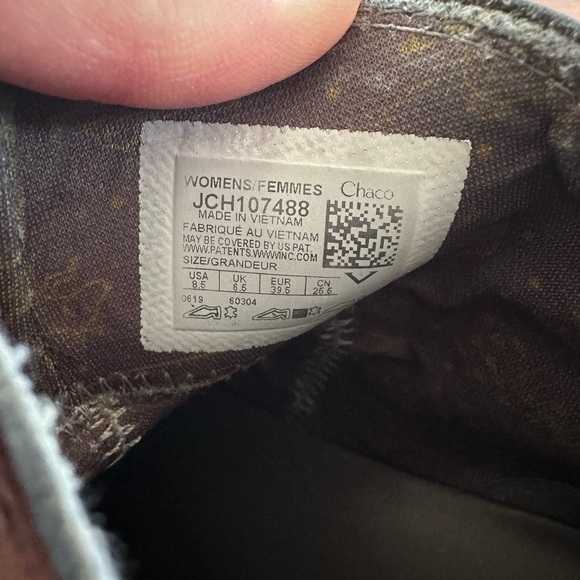 WOMENS/FEMMES Chaco
JCH107488
MADE IN VIETNAM
FABRIQUÉ AU VIETNAM
MAY BE COVERED BY US PAT.
WWW.PATENTS.WWWINC.COM
SIZE/GRANDEUR
USA UK EUR CN
8.5 6.5 39.5 25.5
0619 60304